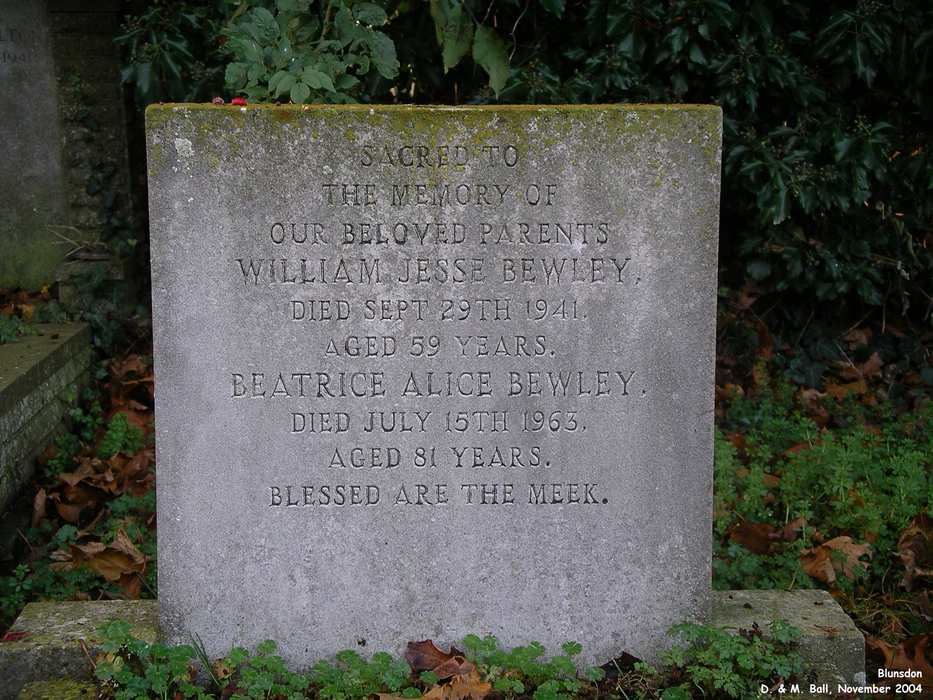 SACRED TO
THE MEMORY OF
OUR BELOVED PARENTS
WILLIAM JESSE BEWLEY,
DIED SEPT 29TH 1941.
AGED 59 YEARS.
BEATRICE ALICE BEWLEY,
DIED JULY 15TH 1963.
AGED 81 YEARS.
BLESSED ARE THE MEEK.
Blunsdon
D. & M. Ball, November 2004